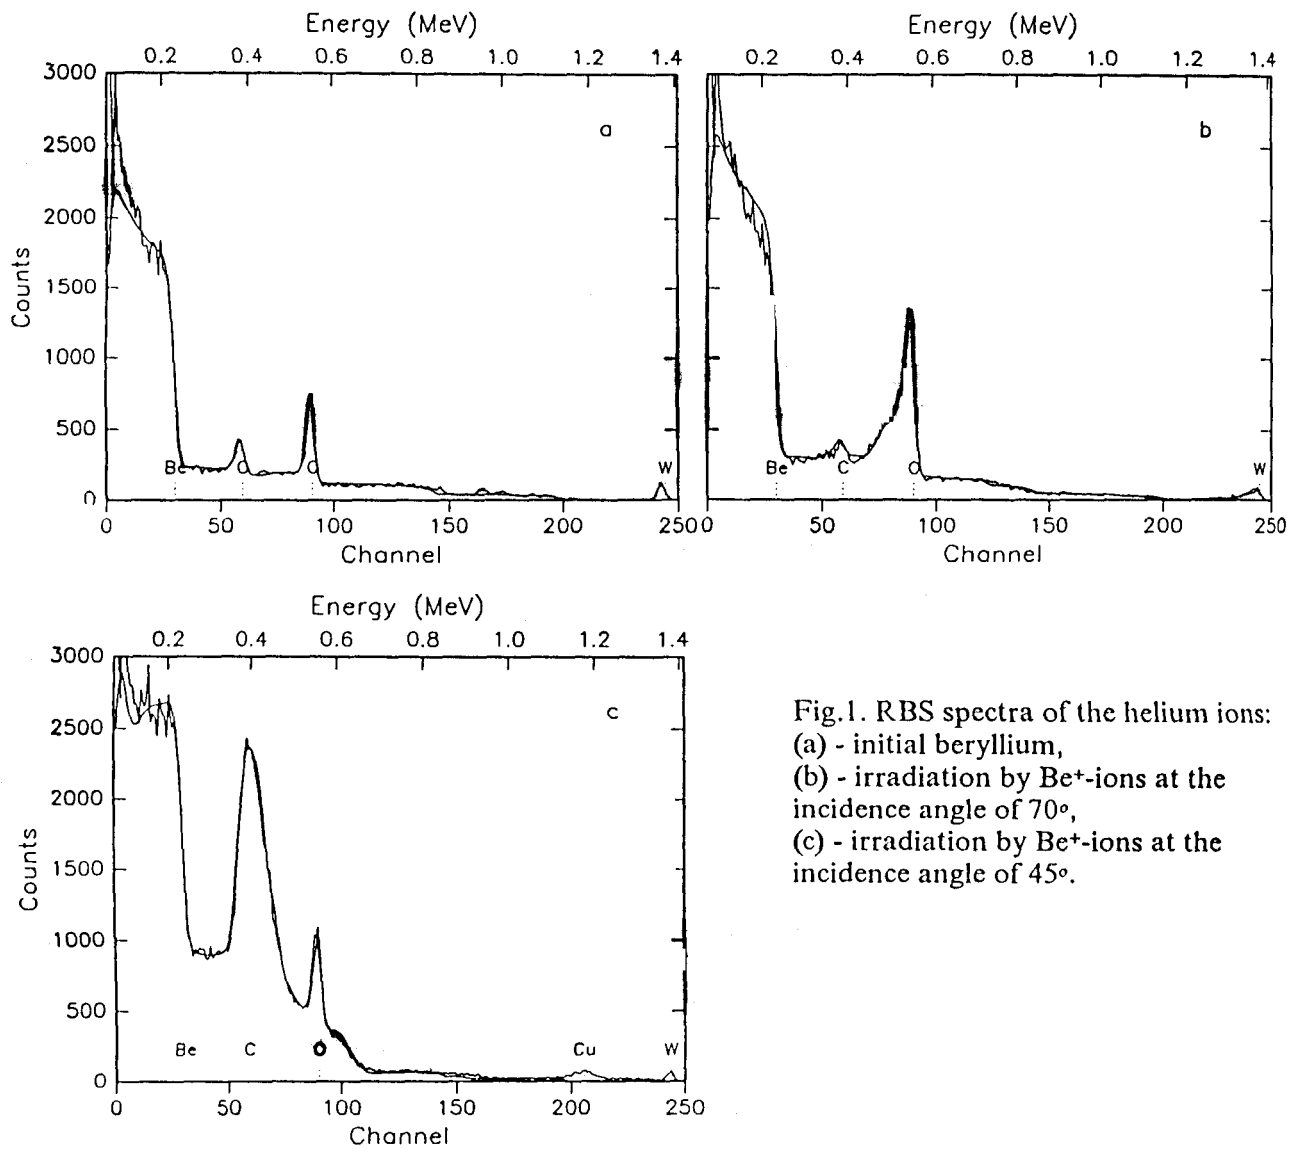 Energy (MeV)
0.2 0.4 0.6 0.8 1.0 1.2 1.4
3000
2500
2000
1500
1000
500
0
Counts
a
Be C O W
0 50 100 150 200 250
Channel
Energy (MeV)
0.2 0.4 0.6 0.8 1.0 1.2 1.4
b
Be C O W
0 50 100 150 200 250
Channel
Energy (MeV)
0.2 0.4 0.6 0.8 1.0 1.2 1.4
3000
2500
2000
1500
1000
500
0
Counts
c
Be C O Cu W
0 50 100 150 200 250
Channel
Fig.1. RBS spectra of the helium ions:
(a) - initial beryllium,
(b) - irradiation by Be⁺-ions at the
incidence angle of 70º,
(c) - irradiation by Be⁺-ions at the
incidence angle of 45º.